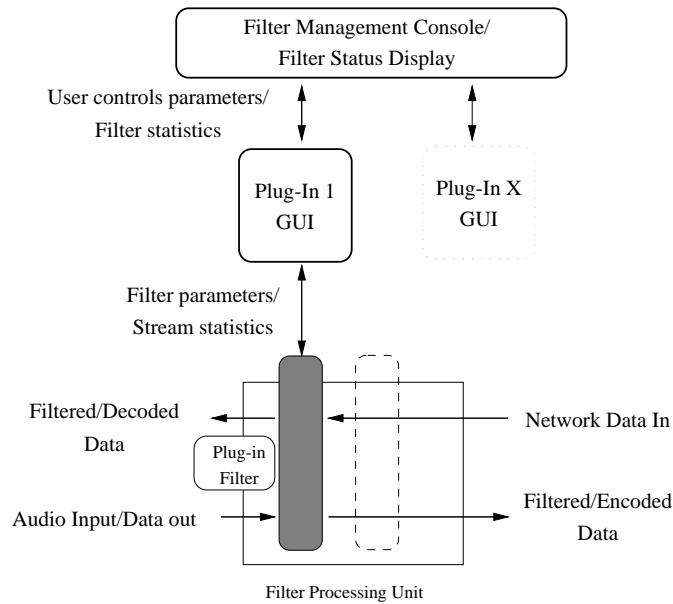 Filter Management Console/
Filter Status Display
User controls parameters/
Filter statistics
Plug-In 1
GUI
Plug-In X
GUI
Filter parameters/
Stream statistics
Filtered/Decoded
Data
Network Data In
Plug-in
Filter
Audio Input/Data out
Filtered/Encoded
Data
Filter Processing Unit